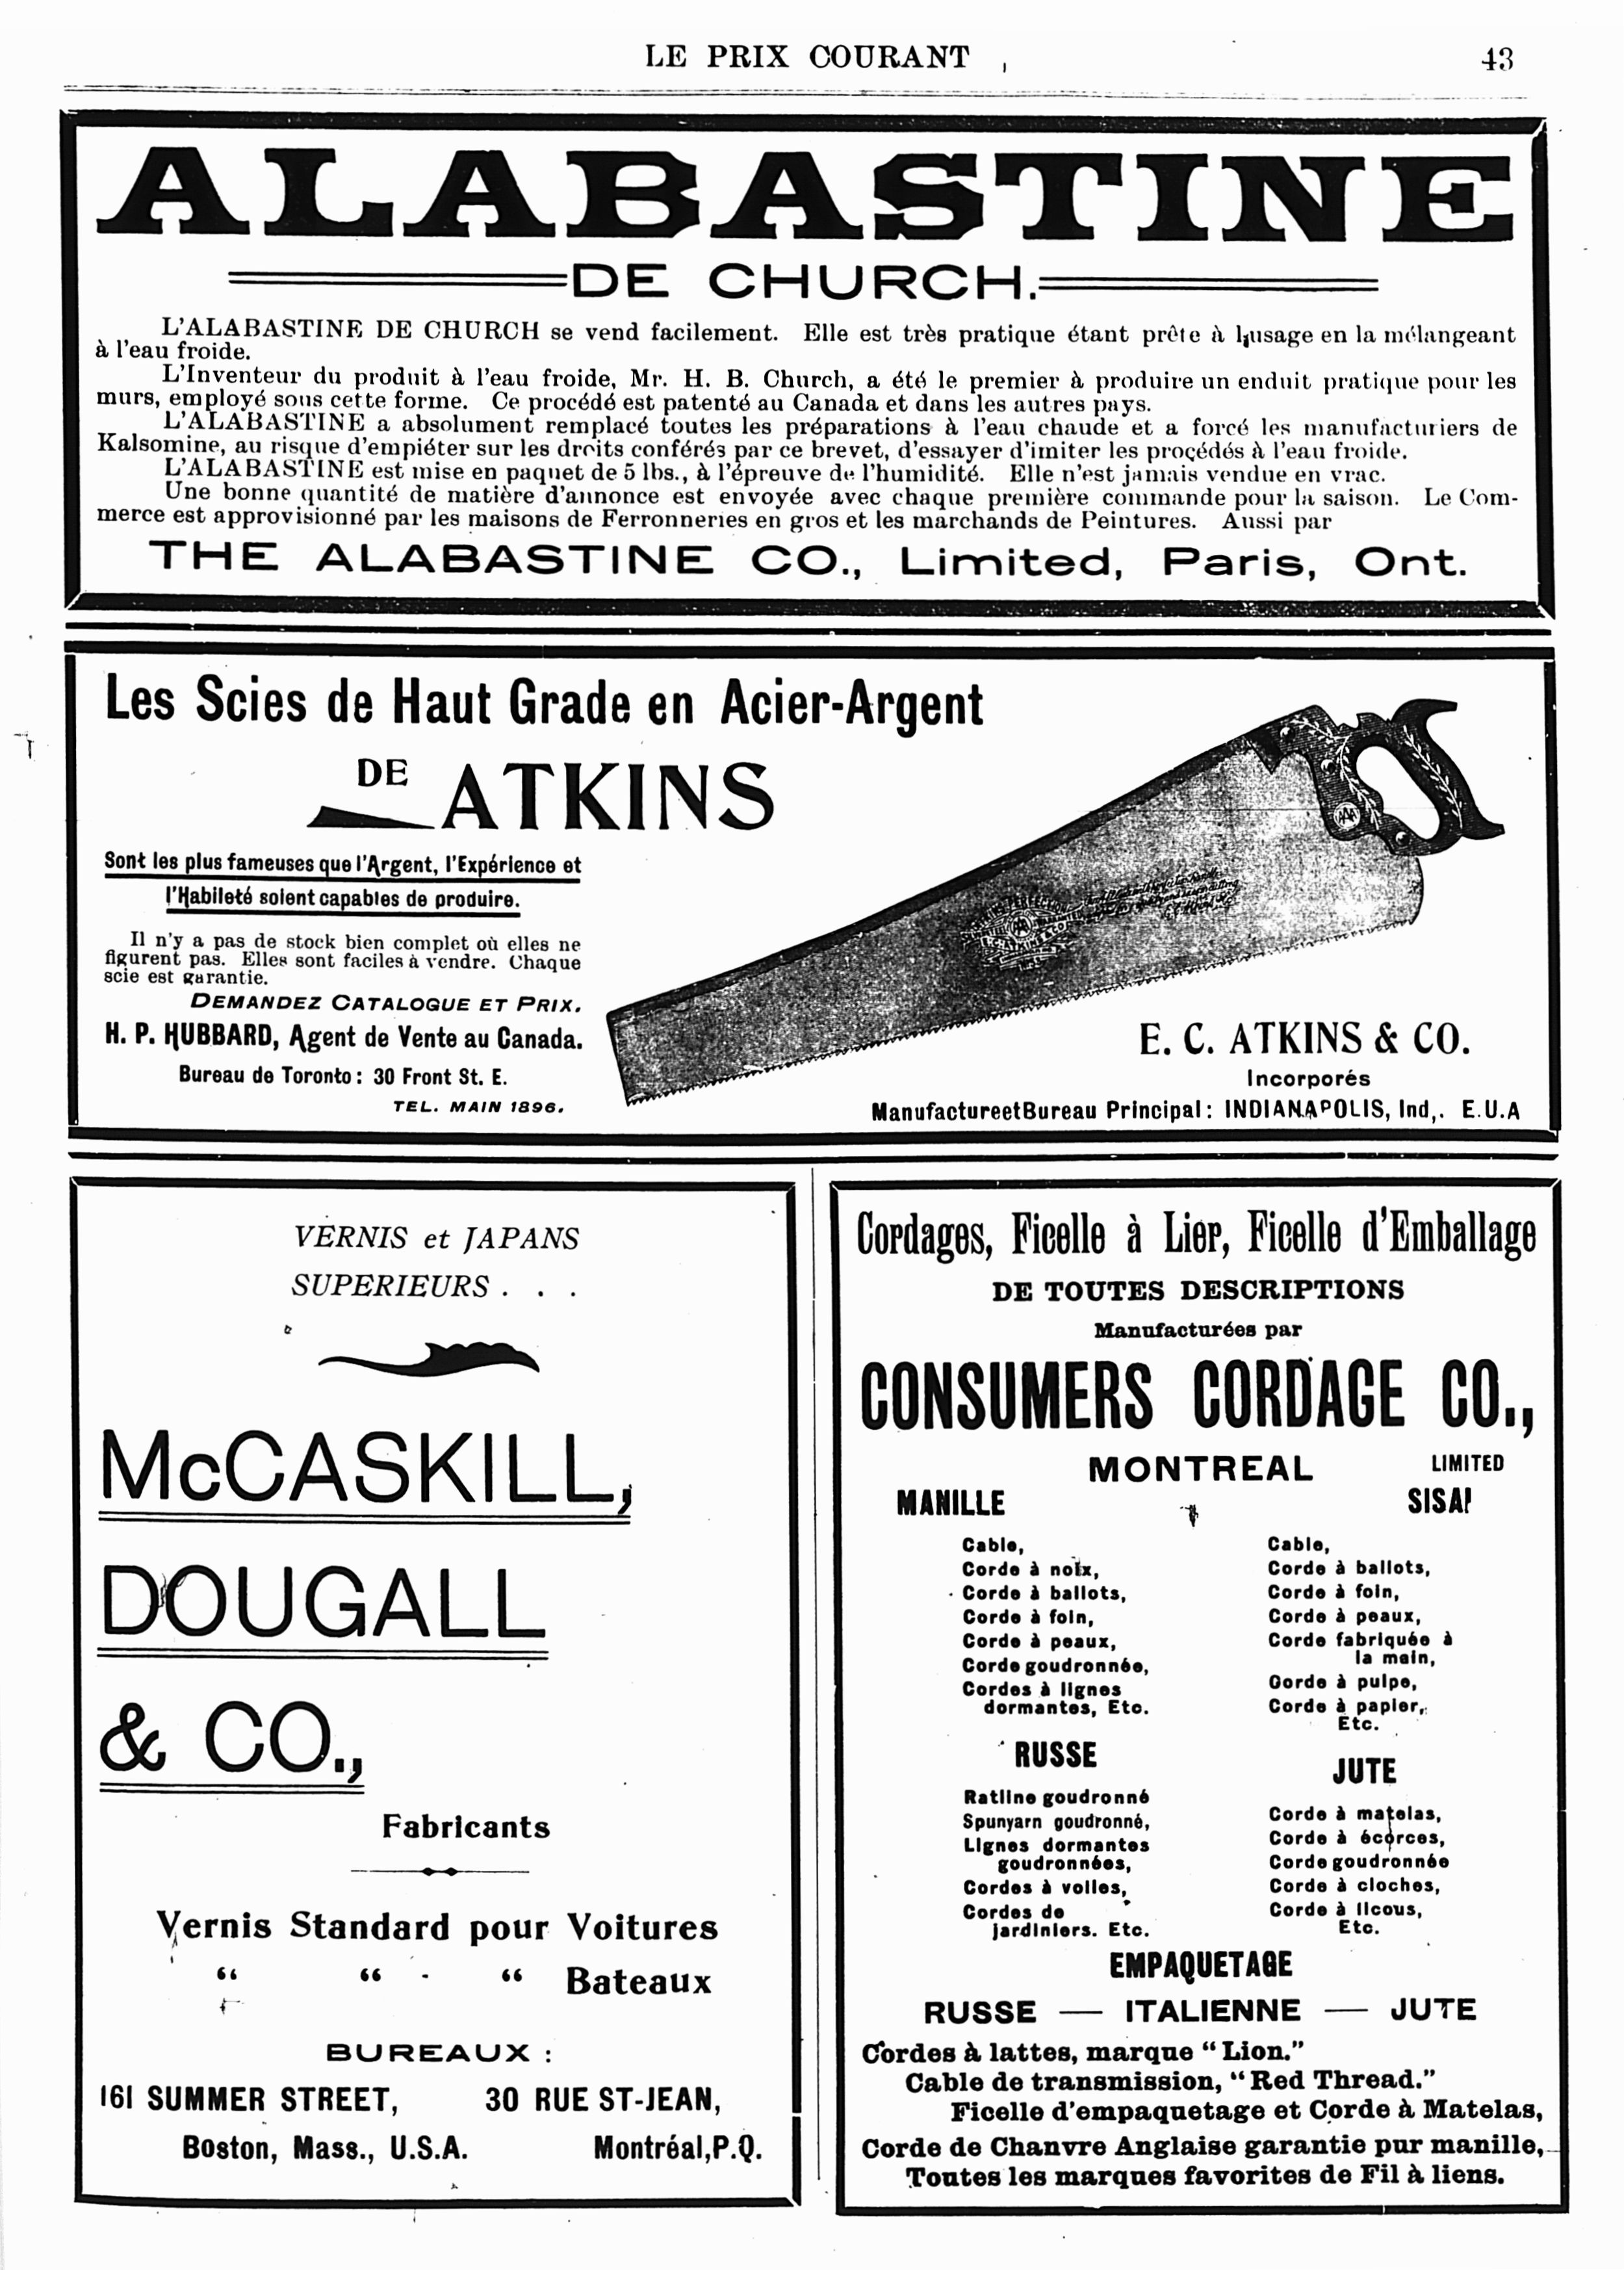 LE PRIX COURANT
43
ALABASTINE
DE CHURCH.
L'ALABASTINE DE CHURCH se vend facilement. Elle est très pratique étant prête à l'usage en la mélangeant
à l'eau froide.
L'Inventeur du produit à l'eau froide, Mr. H. B. Church, a été le premier à produire un enduit pratique pour les
murs, employé sous cette forme. Ce procédé est patenté au Canada et dans les autres pays.
L'ALABASTINE a absolument remplacé toutes les préparations à l'eau chaude et a forcé les manufacturiers de
Kalsomine, au risque d'empiéter sur les droits conférés par ce brevet, d'essayer d'imiter les proçédés à l'eau froide.
L'ALABASTINE est mise en paquet de 5 lbs., à l'épreuve de l'humidité. Elle n'est jamais vendue en vrac.
Une bonne quantité de matière d'annonce est envoyée avec chaque première commande pour la saison. Le Com-
merce est approvisionné par les maisons de Ferronneries en gros et les marchands de Peintures. Aussi par
THE ALABASTINE CO., Limited, Paris, Ont.
Les Scies de Haut Grade en Acier-Argent
DE ATKINS
Sont les plus fameuses que l'Argent, l'Expérience et
l'Habileté soient capables de produire.
Il n'y a pas de stock bien complet où elles ne
figurent pas. Elles sont faciles à vendre. Chaque
scie est garantie.
DEMANDEZ CATALOGUE ET PRIX.
H. P. HUBBARD, Agent de Vente au Canada.
Bureau de Toronto: 30 Front St. E.
TEL. MAIN 1896.
AAA
E. C. ATKINS & CO.
Incorporés
Manufacture et Bureau Principal: INDIANAPOLIS, Ind,. E.U.A
VERNIS et JAPANS
SUPERIEURS . . .
McCASKILL,
DOUGALL
& CO.,
Fabricants
Vernis Standard pour Voitures
“ “ - “ Bateaux
BUREAUX :
161 SUMMER STREET,
Boston, Mass., U.S.A.
30 RUE ST-JEAN,
Montréal, P.Q.
Cordages, Ficelle à Lier, Ficelle d'Emballage
DE TOUTES DESCRIPTIONS
Manufacturées par
CONSUMERS CORDAGE CO.,
LIMITED
MONTREAL
MANILLE
Cable,
Corde à noix,
Corde à ballots,
Corde à foin,
Corde à peaux,
Corde goudronnée,
Cordes à lignes
dormantes, Etc.
SISAL
Cable,
Corde à ballots,
Corde à foin,
Corde à peaux,
Corde fabriquée à
la main,
Corde à pulpe,
Corde à papier,
Etc.
RUSSE
Ratline goudronné
Spunyarn goudronné,
Lignes dormantes
goudronnées,
Cordes à voiles,
Cordes de
jardiniers. Etc.
JUTE
Corde à matelas,
Corde à écorces,
Corde goudronnée
Corde à cloches,
Corde à licous,
Etc.
EMPAQUETAGE
RUSSE — ITALIENNE — JUTE
Cordes à lattes, marque “Lion.”
Cable de transmission, “Red Thread.”
Ficelle d'empaquetage et Corde à Matelas,
Corde de Chanvre Anglaise garantie pur manille,
Toutes les marques favorites de Fil à liens.